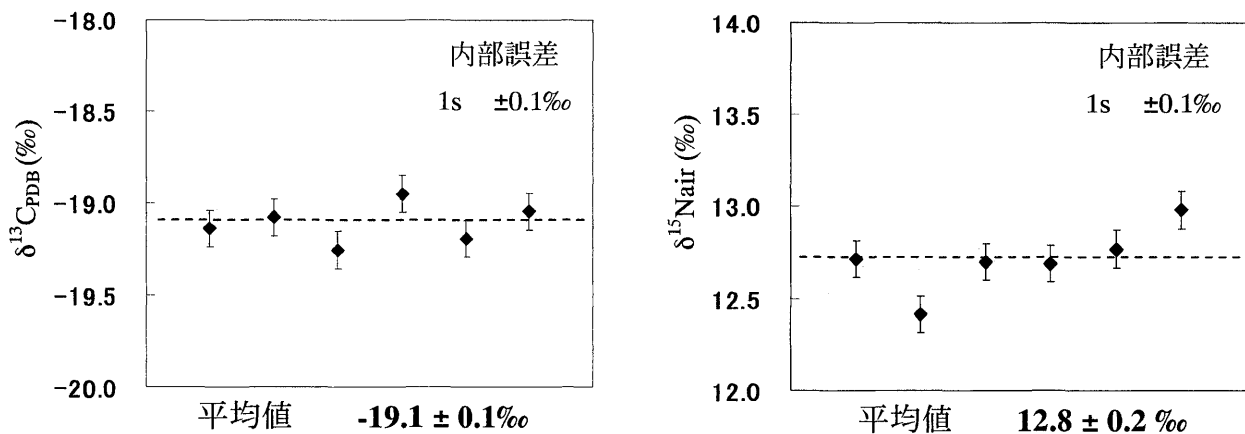 δ¹³C_PDB (‰)
-18.0
-18.5
-19.0
-19.5
-20.0
内部誤差
1s ±0.1‰
平均値 -19.1 ± 0.1‰
δ¹⁵Nair (‰)
14.0
13.5
13.0
12.5
12.0
内部誤差
1s ±0.1‰
平均値 12.8 ± 0.2 ‰